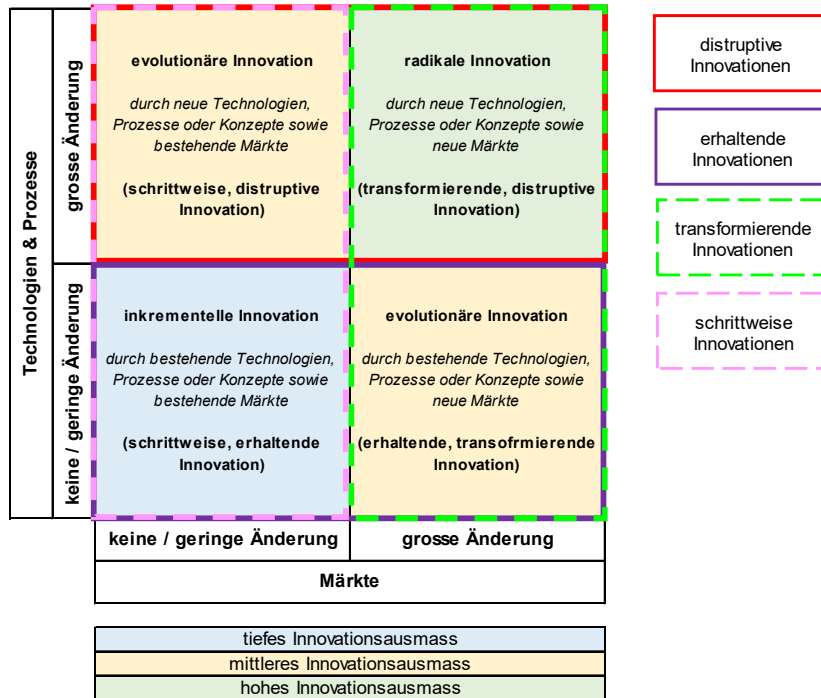 Technologien & Prozesse
grosse Änderung
evolutionäre Innovation
durch neue Technologien,
Prozesse oder Konzepte sowie
bestehende Märkte
(schrittweise, distruptive
Innovation)
radikale Innovation
durch neue Technologien,
Prozesse oder Konzepte sowie
neue Märkte
(transformierende, distruptive
Innovation)
keine / geringe Änderung
inkrementelle Innovation
durch bestehende Technologien,
Prozesse oder Konzepte sowie
bestehende Märkte
(schrittweise, erhaltende
Innovation)
evolutionäre Innovation
durch bestehende Technologien,
Prozesse oder Konzepte sowie
neue Märkte
(erhaltende, transofrmierende
Innovation)
keine / geringe Änderung
grosse Änderung
Märkte
distruptive
Innovationen
erhaltende
Innovationen
transformierende
Innovationen
schrittweise
Innovationen
tiefes Innovationsausmass
mittleres Innovationsausmass
hohes Innovationsausmass